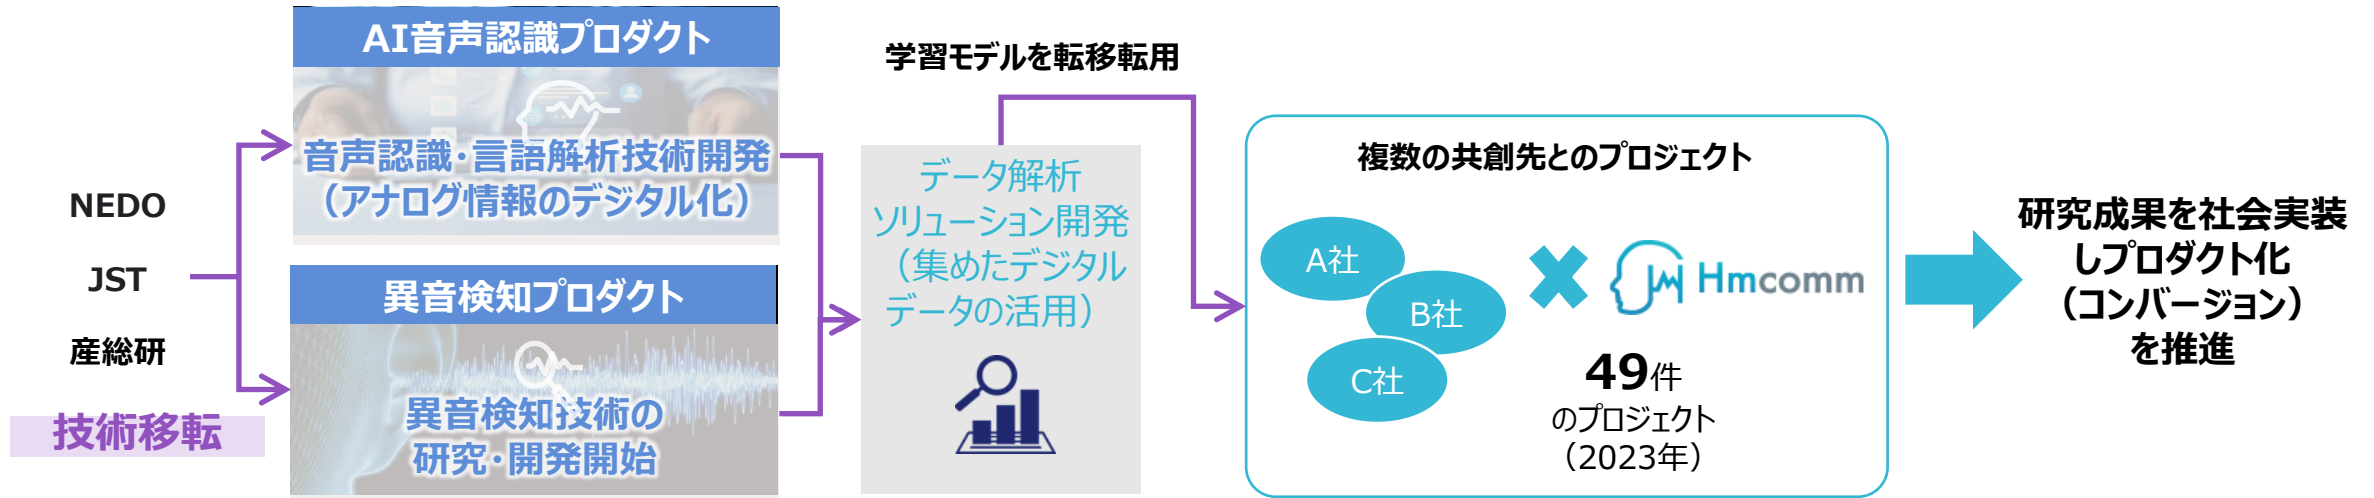 NEDO
JST
産総研
技術移転
AI音声認識プロダクト
音声認識・言語解析技術開発
（アナログ情報のデジタル化）
異音検知プロダクト
異音検知技術の
研究・開発開始
学習モデルを転移転用
データ解析
ソリューション開発
（集めたデジタル
データの活用）
複数の共創先とのプロジェクト
A社
B社
C社
Hmcomm
49件
のプロジェクト
（2023年）
研究成果を社会実装
しプロダクト化
（コンバージョン）
を推進